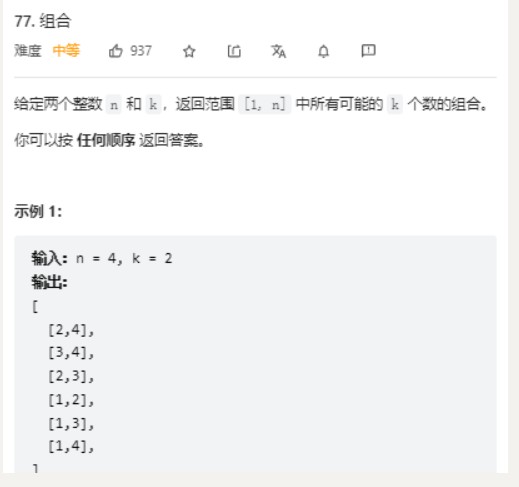 77. 组合
难度 中等 937
给定两个整数 n 和 k，返回范围 [1, n] 中所有可能的 k 个数的组合。
你可以按 任何顺序 返回答案。
示例 1：
输入：n = 4, k = 2
输出：
[
[2,4],
[3,4],
[2,3],
[1,2],
[1,3],
[1,4],
]